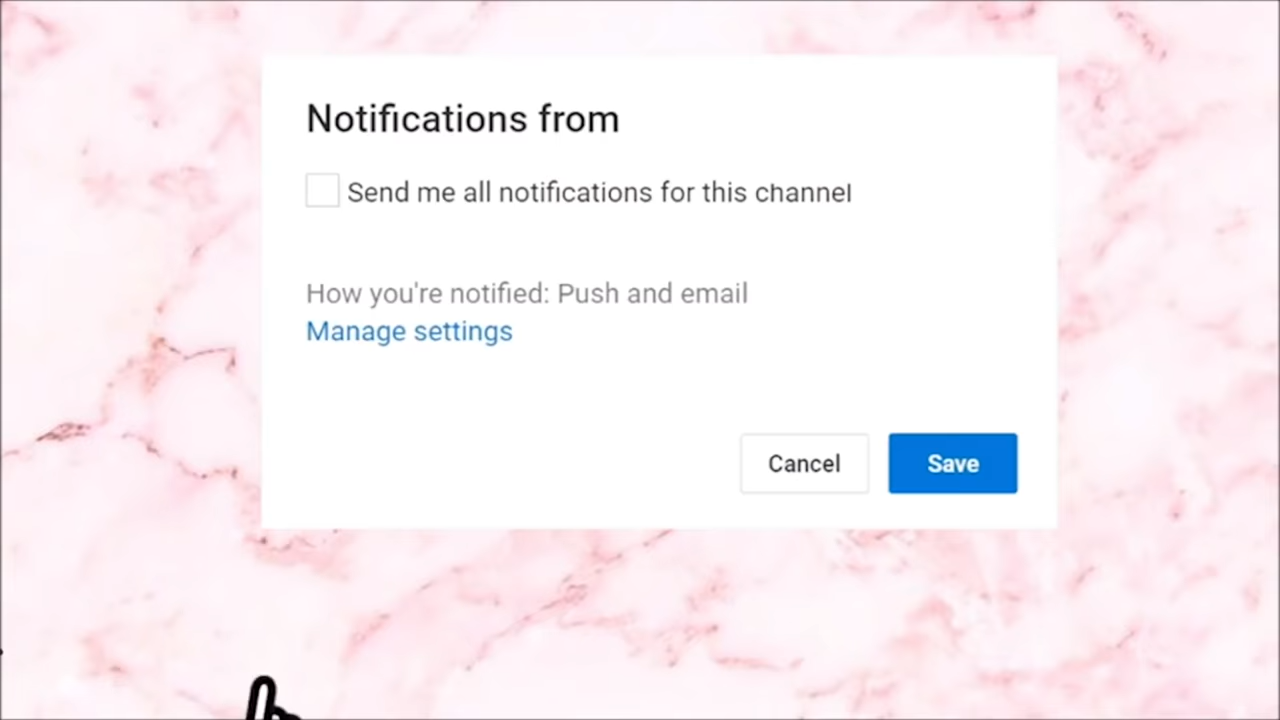 Notifications from
Send me all notifications for this channel
How you're notified: Push and email
Manage settings
Cancel
Save